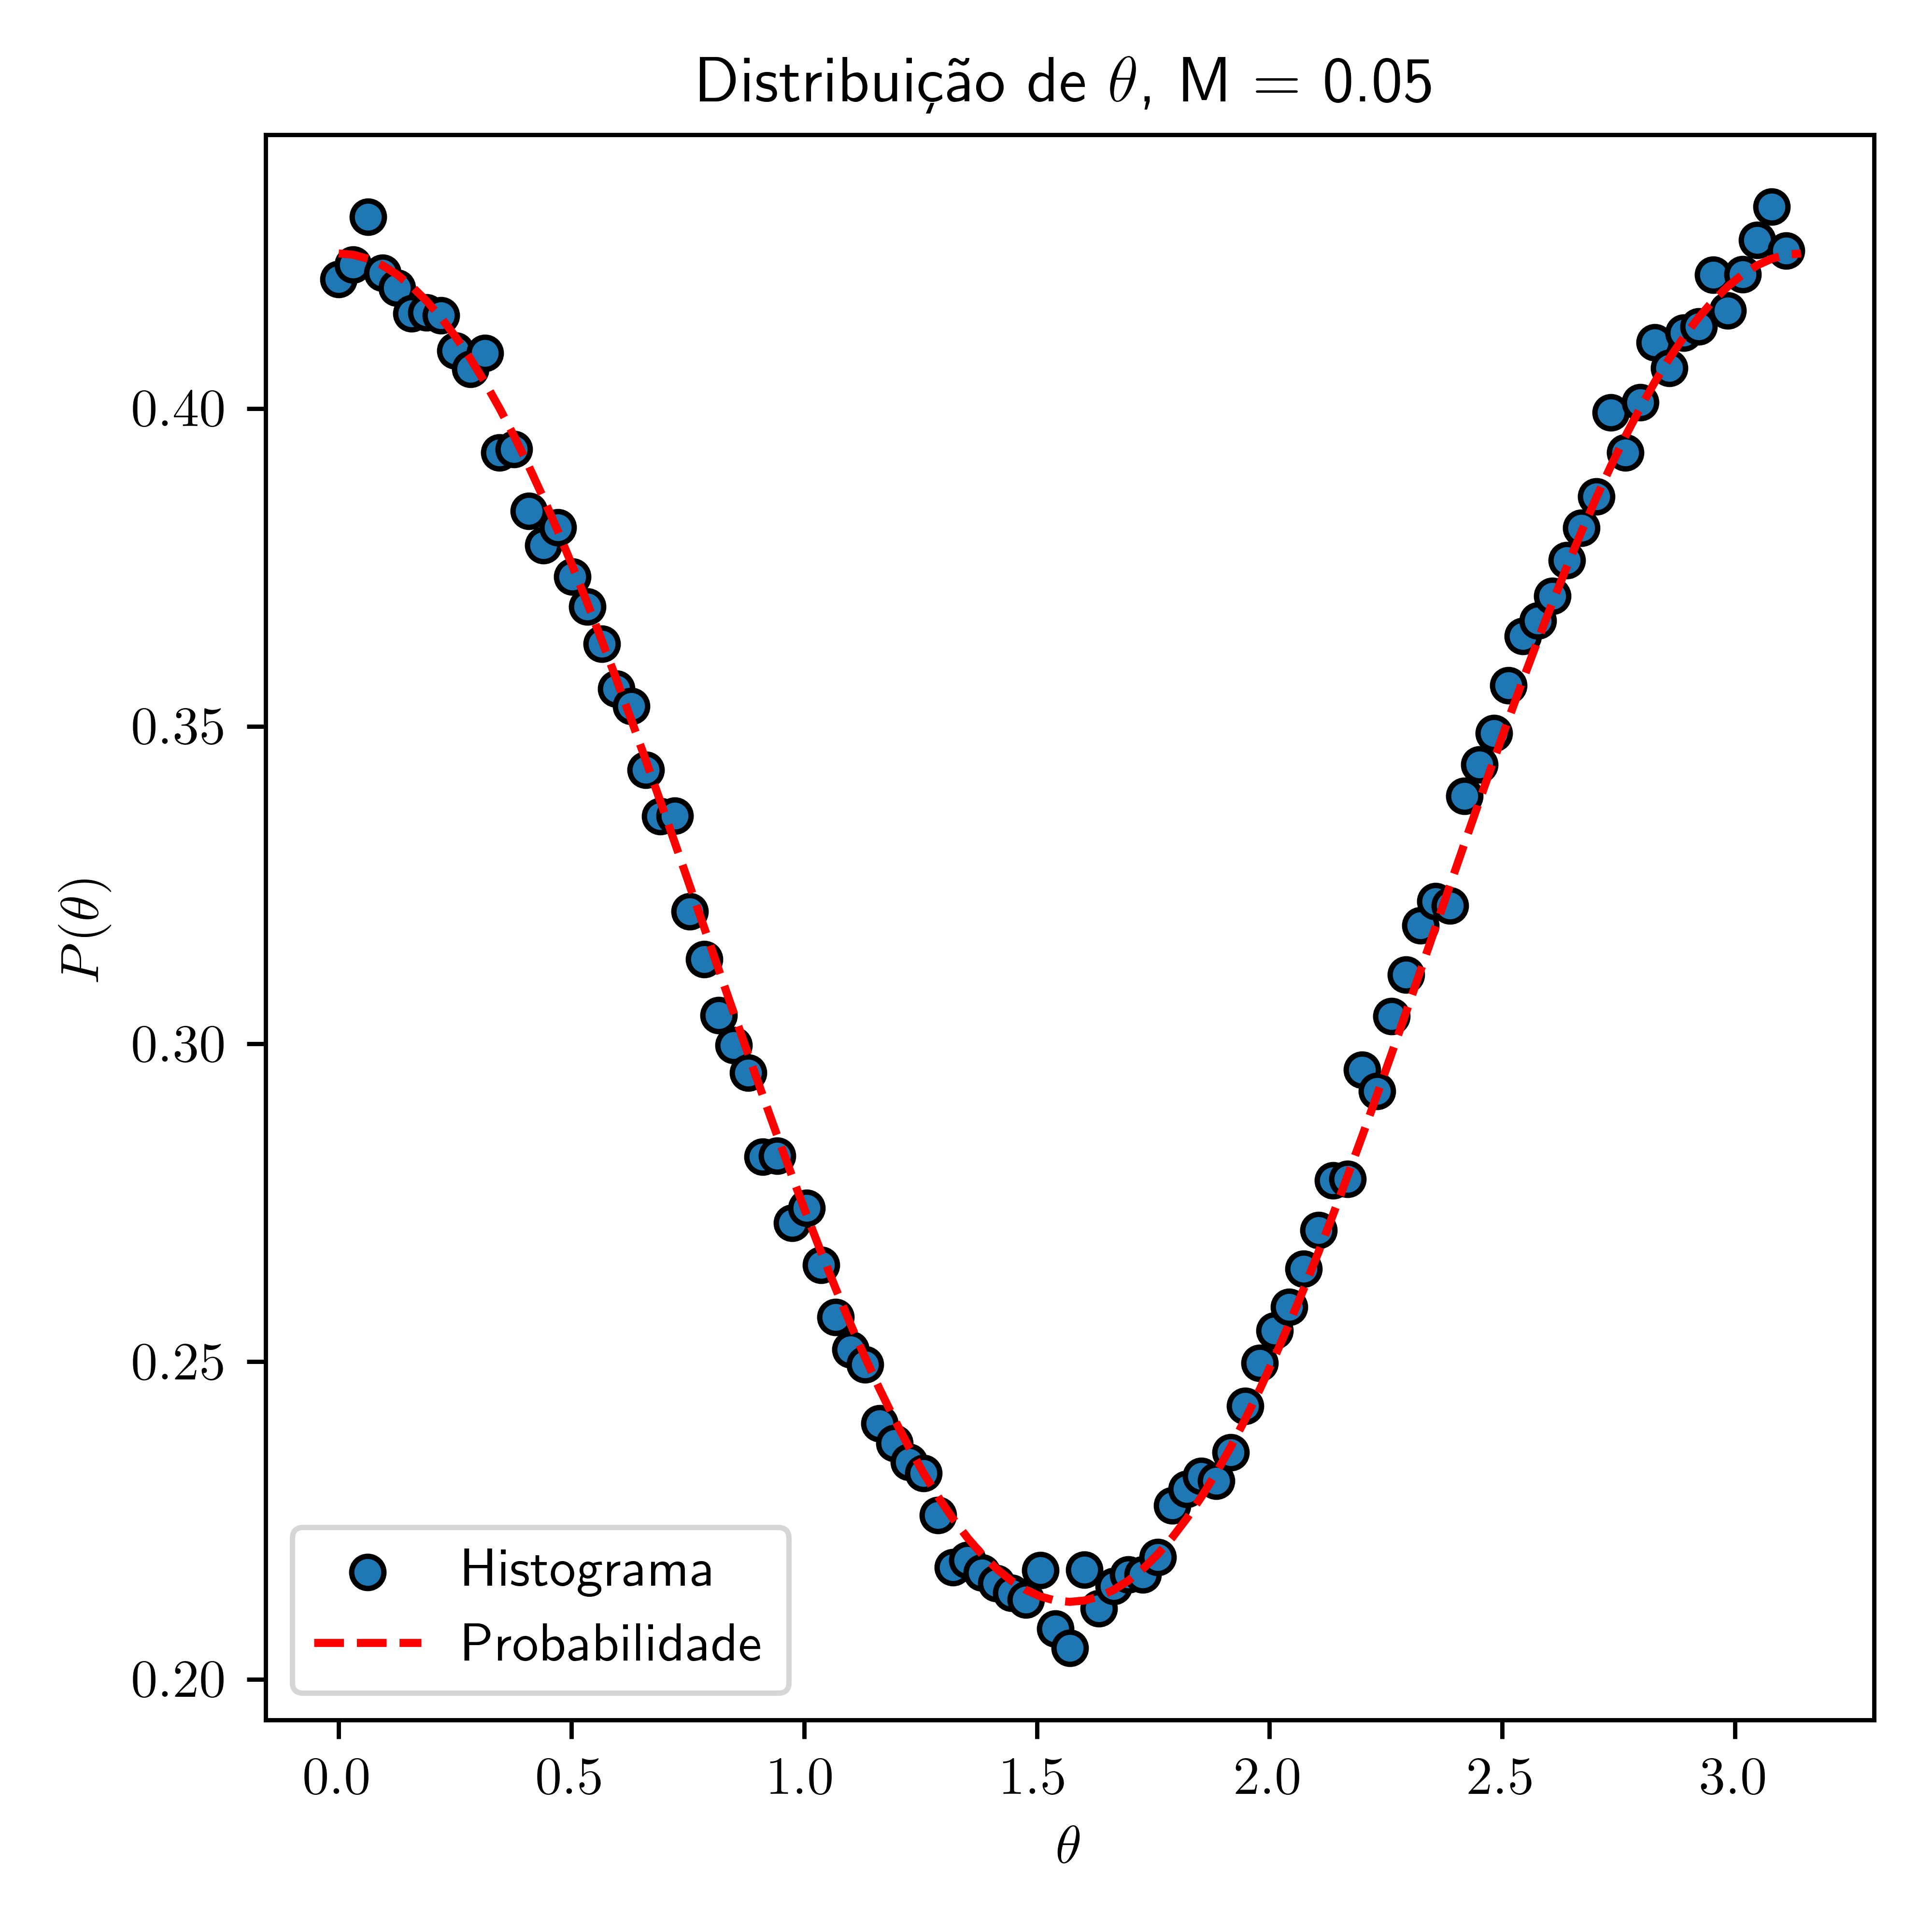 Distribuição de θ, M = 0.05
P(θ)
0.40
0.35
0.30
0.25
0.20
Histograma
Probabilidade
0.0 0.5 1.0 1.5 2.0 2.5 3.0
θ